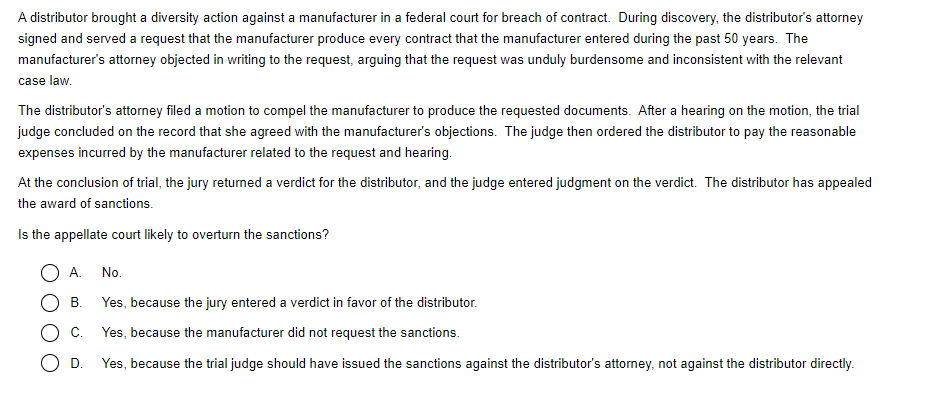 A distributor brought a diversity action against a manufacturer in a federal court for breach of contract.  During discovery, the distributor's attorney
signed and served a request that the manufacturer produce every contract that the manufacturer entered during the past 50 years.  The
manufacturer's attorney objected in writing to the request, arguing that the request was unduly burdensome and inconsistent with the relevant
case law.
The distributor's attorney filed a motion to compel the manufacturer to produce the requested documents.  After a hearing on the motion, the trial
judge concluded on the record that she agreed with the manufacturer's objections.  The judge then ordered the distributor to pay the reasonable
expenses incurred by the manufacturer related to the request and hearing.
At the conclusion of trial, the jury returned a verdict for the distributor, and the judge entered judgment on the verdict.  The distributor has appealed
the award of sanctions.
Is the appellate court likely to overturn the sanctions?
A. No.
B. Yes, because the jury entered a verdict in favor of the distributor.
C. Yes, because the manufacturer did not request the sanctions.
D. Yes, because the trial judge should have issued the sanctions against the distributor's attorney, not against the distributor directly.